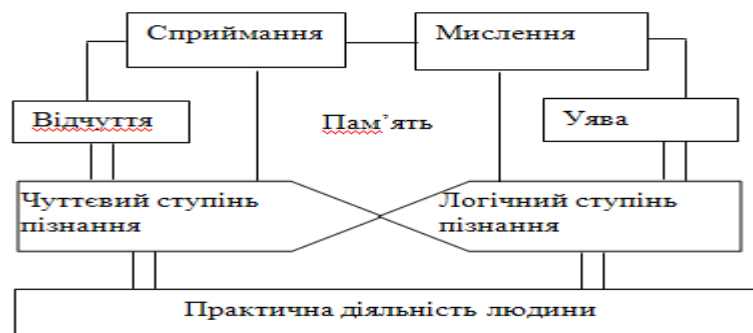 Сприймання
Мислення
Відчуття
Пам’ять
Уява
Чуттєвий ступінь
пізнання
Логічний ступінь
пізнання
Практична діяльність людини